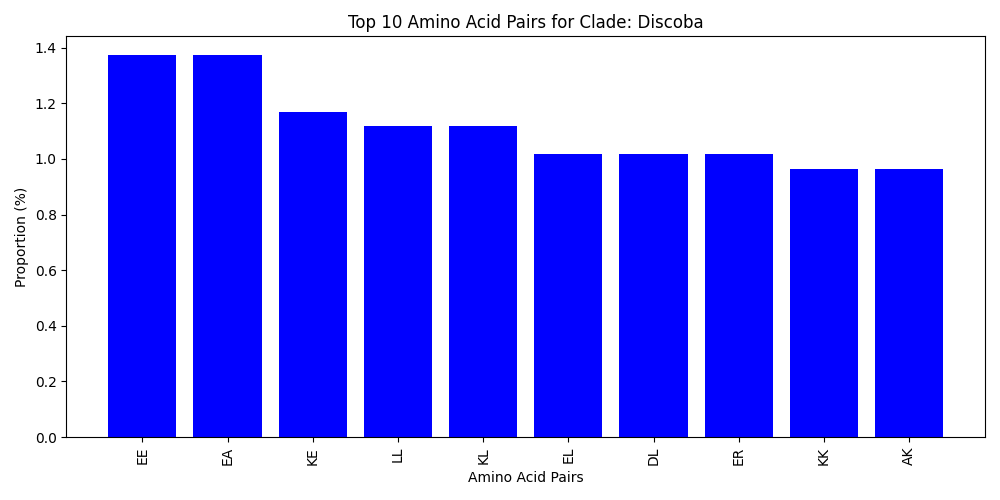 Top 10 Amino Acid Pairs for Clade: Discoba
Proportion (%)
1.4
1.2
1.0
0.8
0.6
0.4
0.2
0.0
EE EA KE LL KL EL DL ER KK AK
Amino Acid Pairs